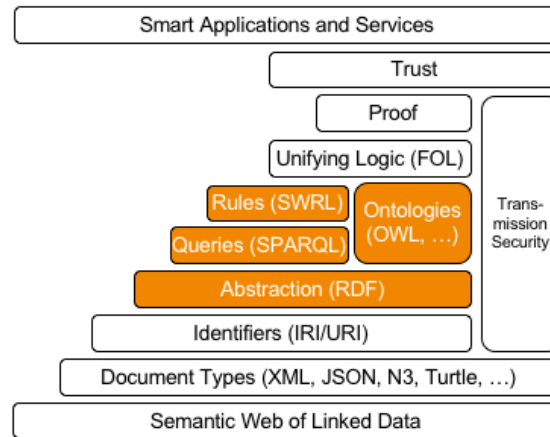 Smart Applications and Services
Trust
Proof
Unifying Logic (FOL)
Rules (SWRL)
Ontologies
(OWL, …)
Queries (SPARQL)
Trans-
mission
Security
Abstraction (RDF)
Identifiers (IRI/URI)
Document Types (XML, JSON, N3, Turtle, …)
Semantic Web of Linked Data